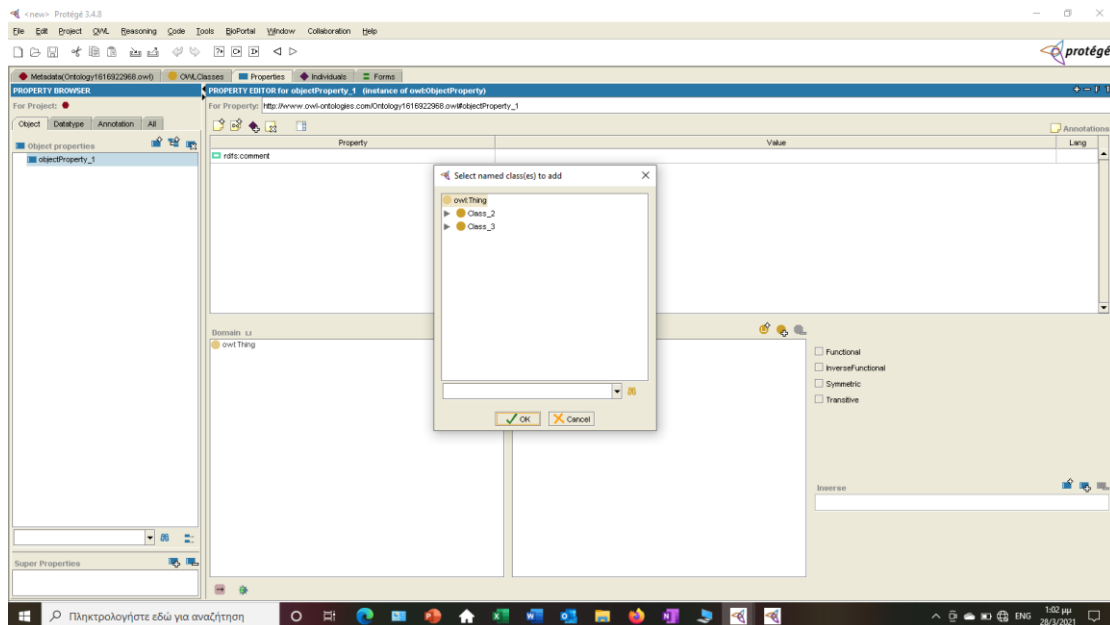 <new> Protégé 3.4.8
File Edit Project OWL Reasoning Code Tools BioPortal Window Collaboration Help
protégé
Metadata(Ontology1616922968.owl) OWLClasses Properties Individuals Forms
PROPERTY BROWSER
PROPERTY EDITOR for objectProperty_1 (instance of owl:ObjectProperty)
For Project:
For Property: http://www.owl-ontologies.com/Ontology1616922968.owl#objectProperty_1
Object Datatype Annotation All
Annotations
Object properties
Property Value Lang
objectProperty_1
rdfs:comment
Select named class(es) to add
owl:Thing
Class_2
Class_3
OK Cancel
Domain
owl:Thing
Functional
InverseFunctional
Symmetric
Transitive
Inverse
Super Properties
Πληκτρολογήστε εδώ για αναζήτηση
ENG
1:02 μμ
28/3/2021